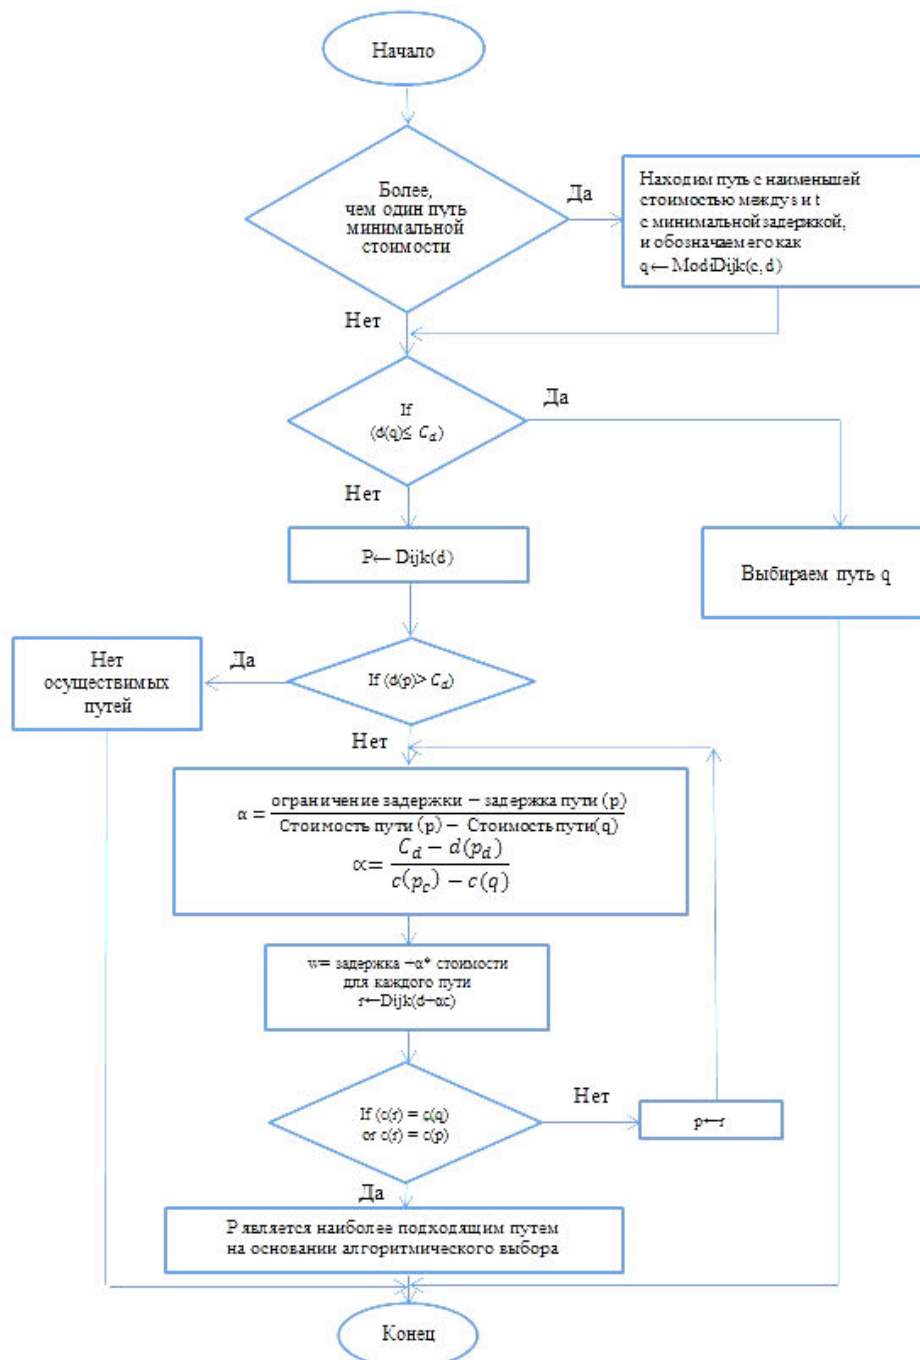 Начало
Более,
чем один путь
минимальной
стоимости
Да
Находим путь с наименьшей
стоимостью между s и t
с минимальной задержкой,
и обозначаем его как
q← ModiDijk(c, d)
Нет
If
(d(q)≤ C_d)
Да
Нет
P← Dijk(d)
Выбираем путь q
Нет
осуществимых
путей
Да
If (d(p)> C_d)
Нет
α = ограничение задержки − задержка пути (p) / Стоимость пути (p) − Стоимость пути(q)
∝= C_d − d(p_d) / c(p_c) − c(q)
w= задержка +α* стоимости
для каждого пути
r←Dijk(d+αc)
If (c(r) = c(q)
or c(r) = c(p)
Нет
p←r
Да
P является наиболее подходящим путем
на основании алгоритмического выбора
Конец